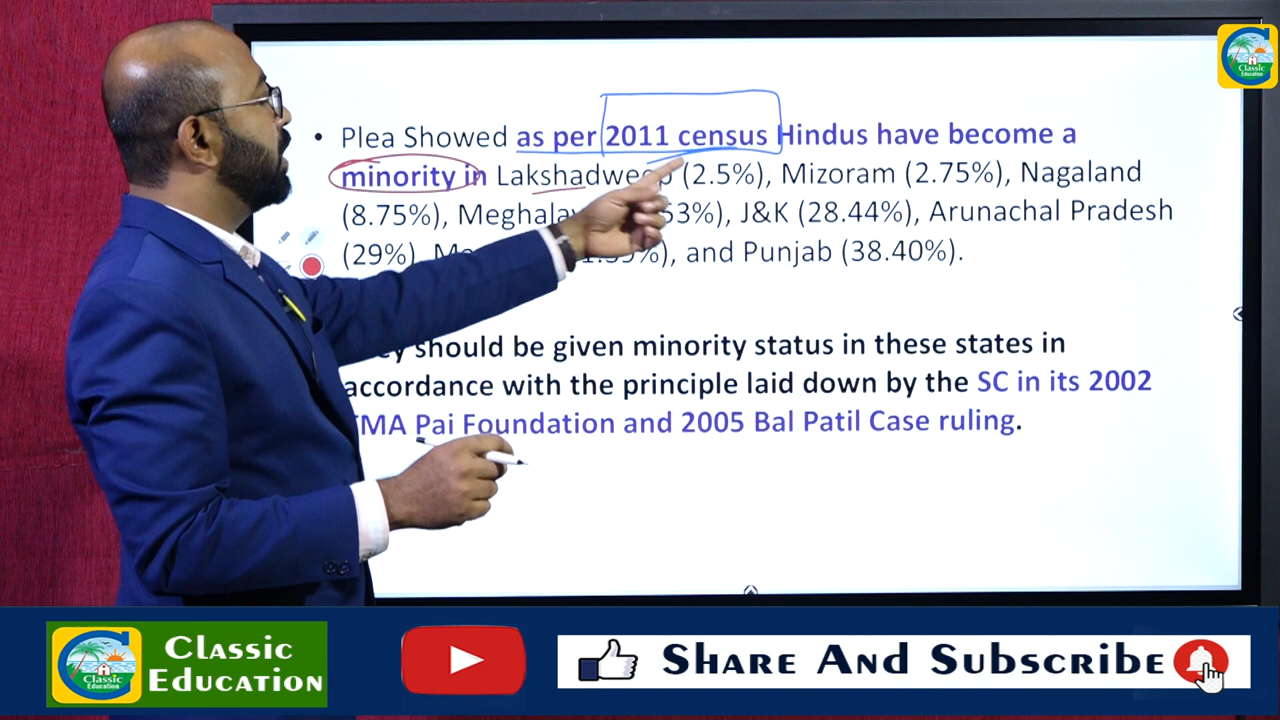 • Plea Showed as per 2011 census Hindus have become a
minority in Lakshadweep (2.5%), Mizoram (2.75%), Nagaland
(8.75%), 53%), J&K (28.44%), Arunachal Pradesh
(29%) %), and Punjab (38.40%).
should be given minority status in these states in
accordance with the principle laid down by the SC in its 2002
Pai Foundation and 2005 Bal Patil Case ruling.
Classic
Education
Classic
Education
Classic
Education
Share And Subscribe